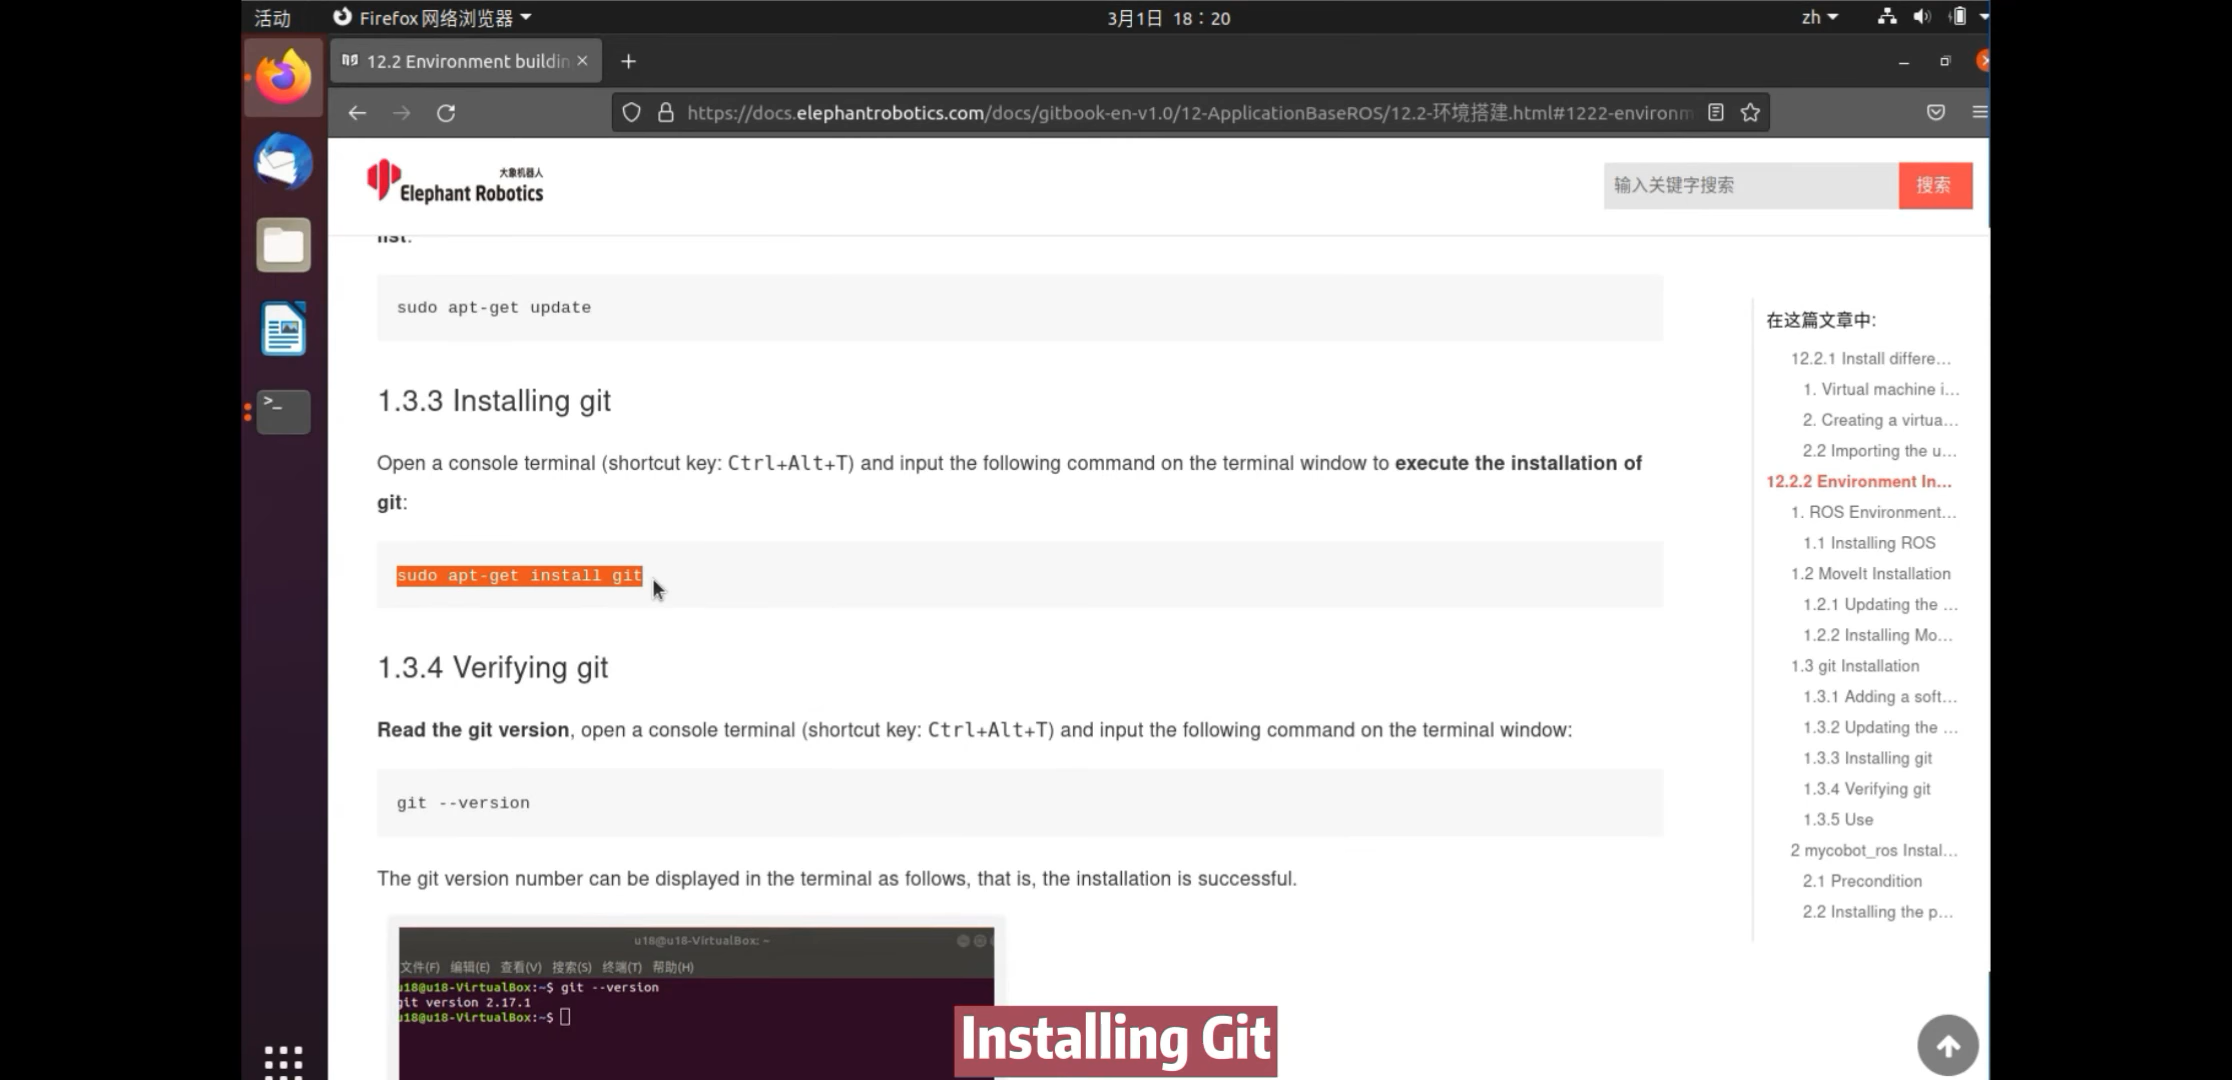 活动
Firefox 网络浏览器
3月1日 18：20
zh
12.2 Environment buildin
https://docs.elephantrobotics.com/docs/gitbook-en-v1.0/12-ApplicationBaseROS/12.2-环境搭建.html#1222-environm
大象机器人
Elephant Robotics
输入关键字搜索
搜索
list:
sudo apt-get update
1.3.3 Installing git
Open a console terminal (shortcut key: Ctrl+Alt+T) and input the following command on the terminal window to execute the installation of
git:
sudo apt-get install git
1.3.4 Verifying git
Read the git version, open a console terminal (shortcut key: Ctrl+Alt+T) and input the following command on the terminal window:
git --version
The git version number can be displayed in the terminal as follows, that is, the installation is successful.
u18@u18-VirtualBox: ~
文件(F) 编辑(E) 查看(V) 搜索(S) 终端(T) 帮助(H)
u18@u18-VirtualBox:~$ git --version
git version 2.17.1
u18@u18-VirtualBox:~$
在这篇文章中:
12.2.1 Install differe...
1. Virtual machine i...
2. Creating a virtua...
2.2 Importing the u...
12.2.2 Environment In...
1. ROS Environment...
1.1 Installing ROS
1.2 MoveIt Installation
1.2.1 Updating the ...
1.2.2 Installing Mo...
1.3 git Installation
1.3.1 Adding a soft...
1.3.2 Updating the ...
1.3.3 Installing git
1.3.4 Verifying git
1.3.5 Use
2 mycobot_ros Instal...
2.1 Precondition
2.2 Installing the p...
Installing Git